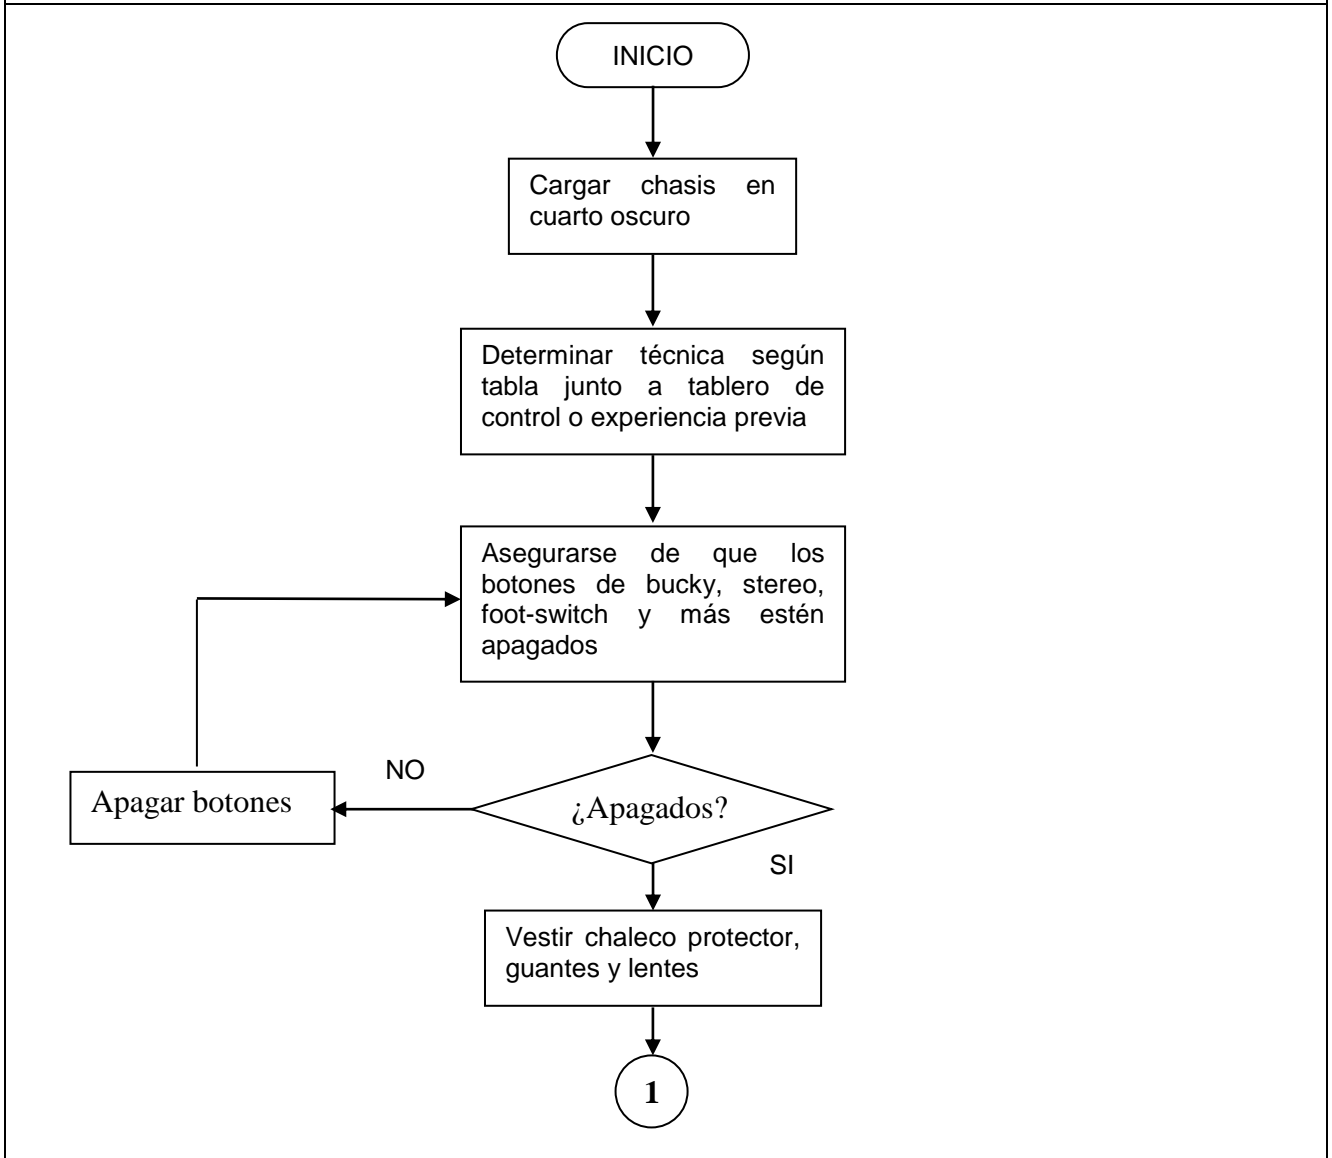 INICIO
Cargar chasis en
cuarto oscuro
Determinar técnica según
tabla junto a tablero de
control o experiencia previa
Asegurarse de que los
botones de bucky, stereo,
foot-switch y más estén
apagados
NO
Apagar botones
¿Apagados?
SI
Vestir chaleco protector,
guantes y lentes
1